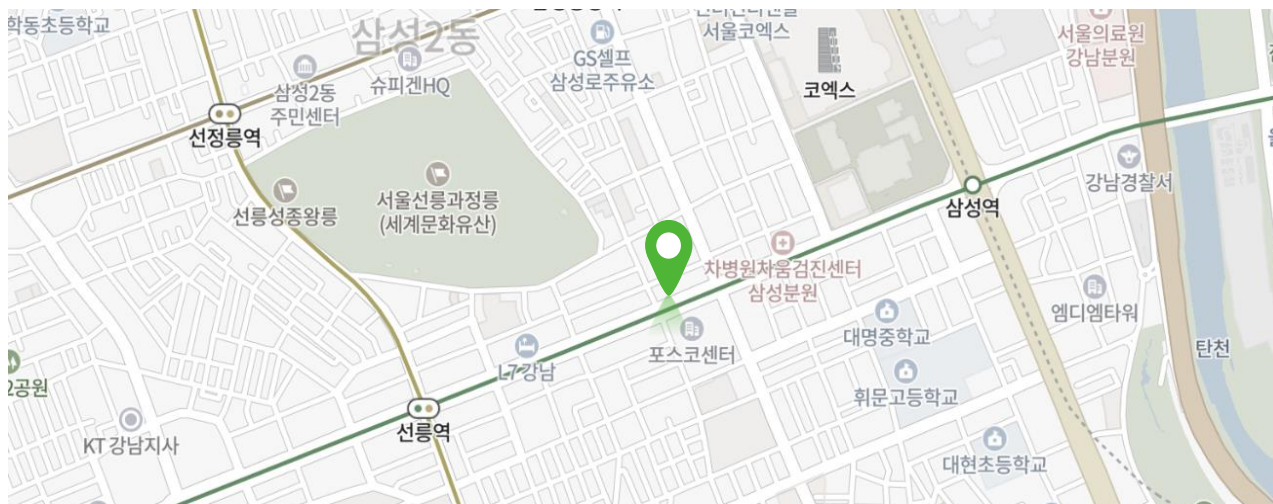 학동초등학교
삼성2동
GS셀프
삼성로주유소
서울코엑스
서울의료원
강남분원
코엑스
삼성2동
주민센터
슈피겐HQ
선정릉역
선릉성종왕릉
서울선릉과정릉
(세계문화유산)
강남경찰서
삼성역
차병원차움검진센터
삼성분원
엠디엠타워
대명중학교
포스코센터
탄천
L7 강남
2공원
휘문고등학교
선릉역
KT 강남지사
대현초등학교